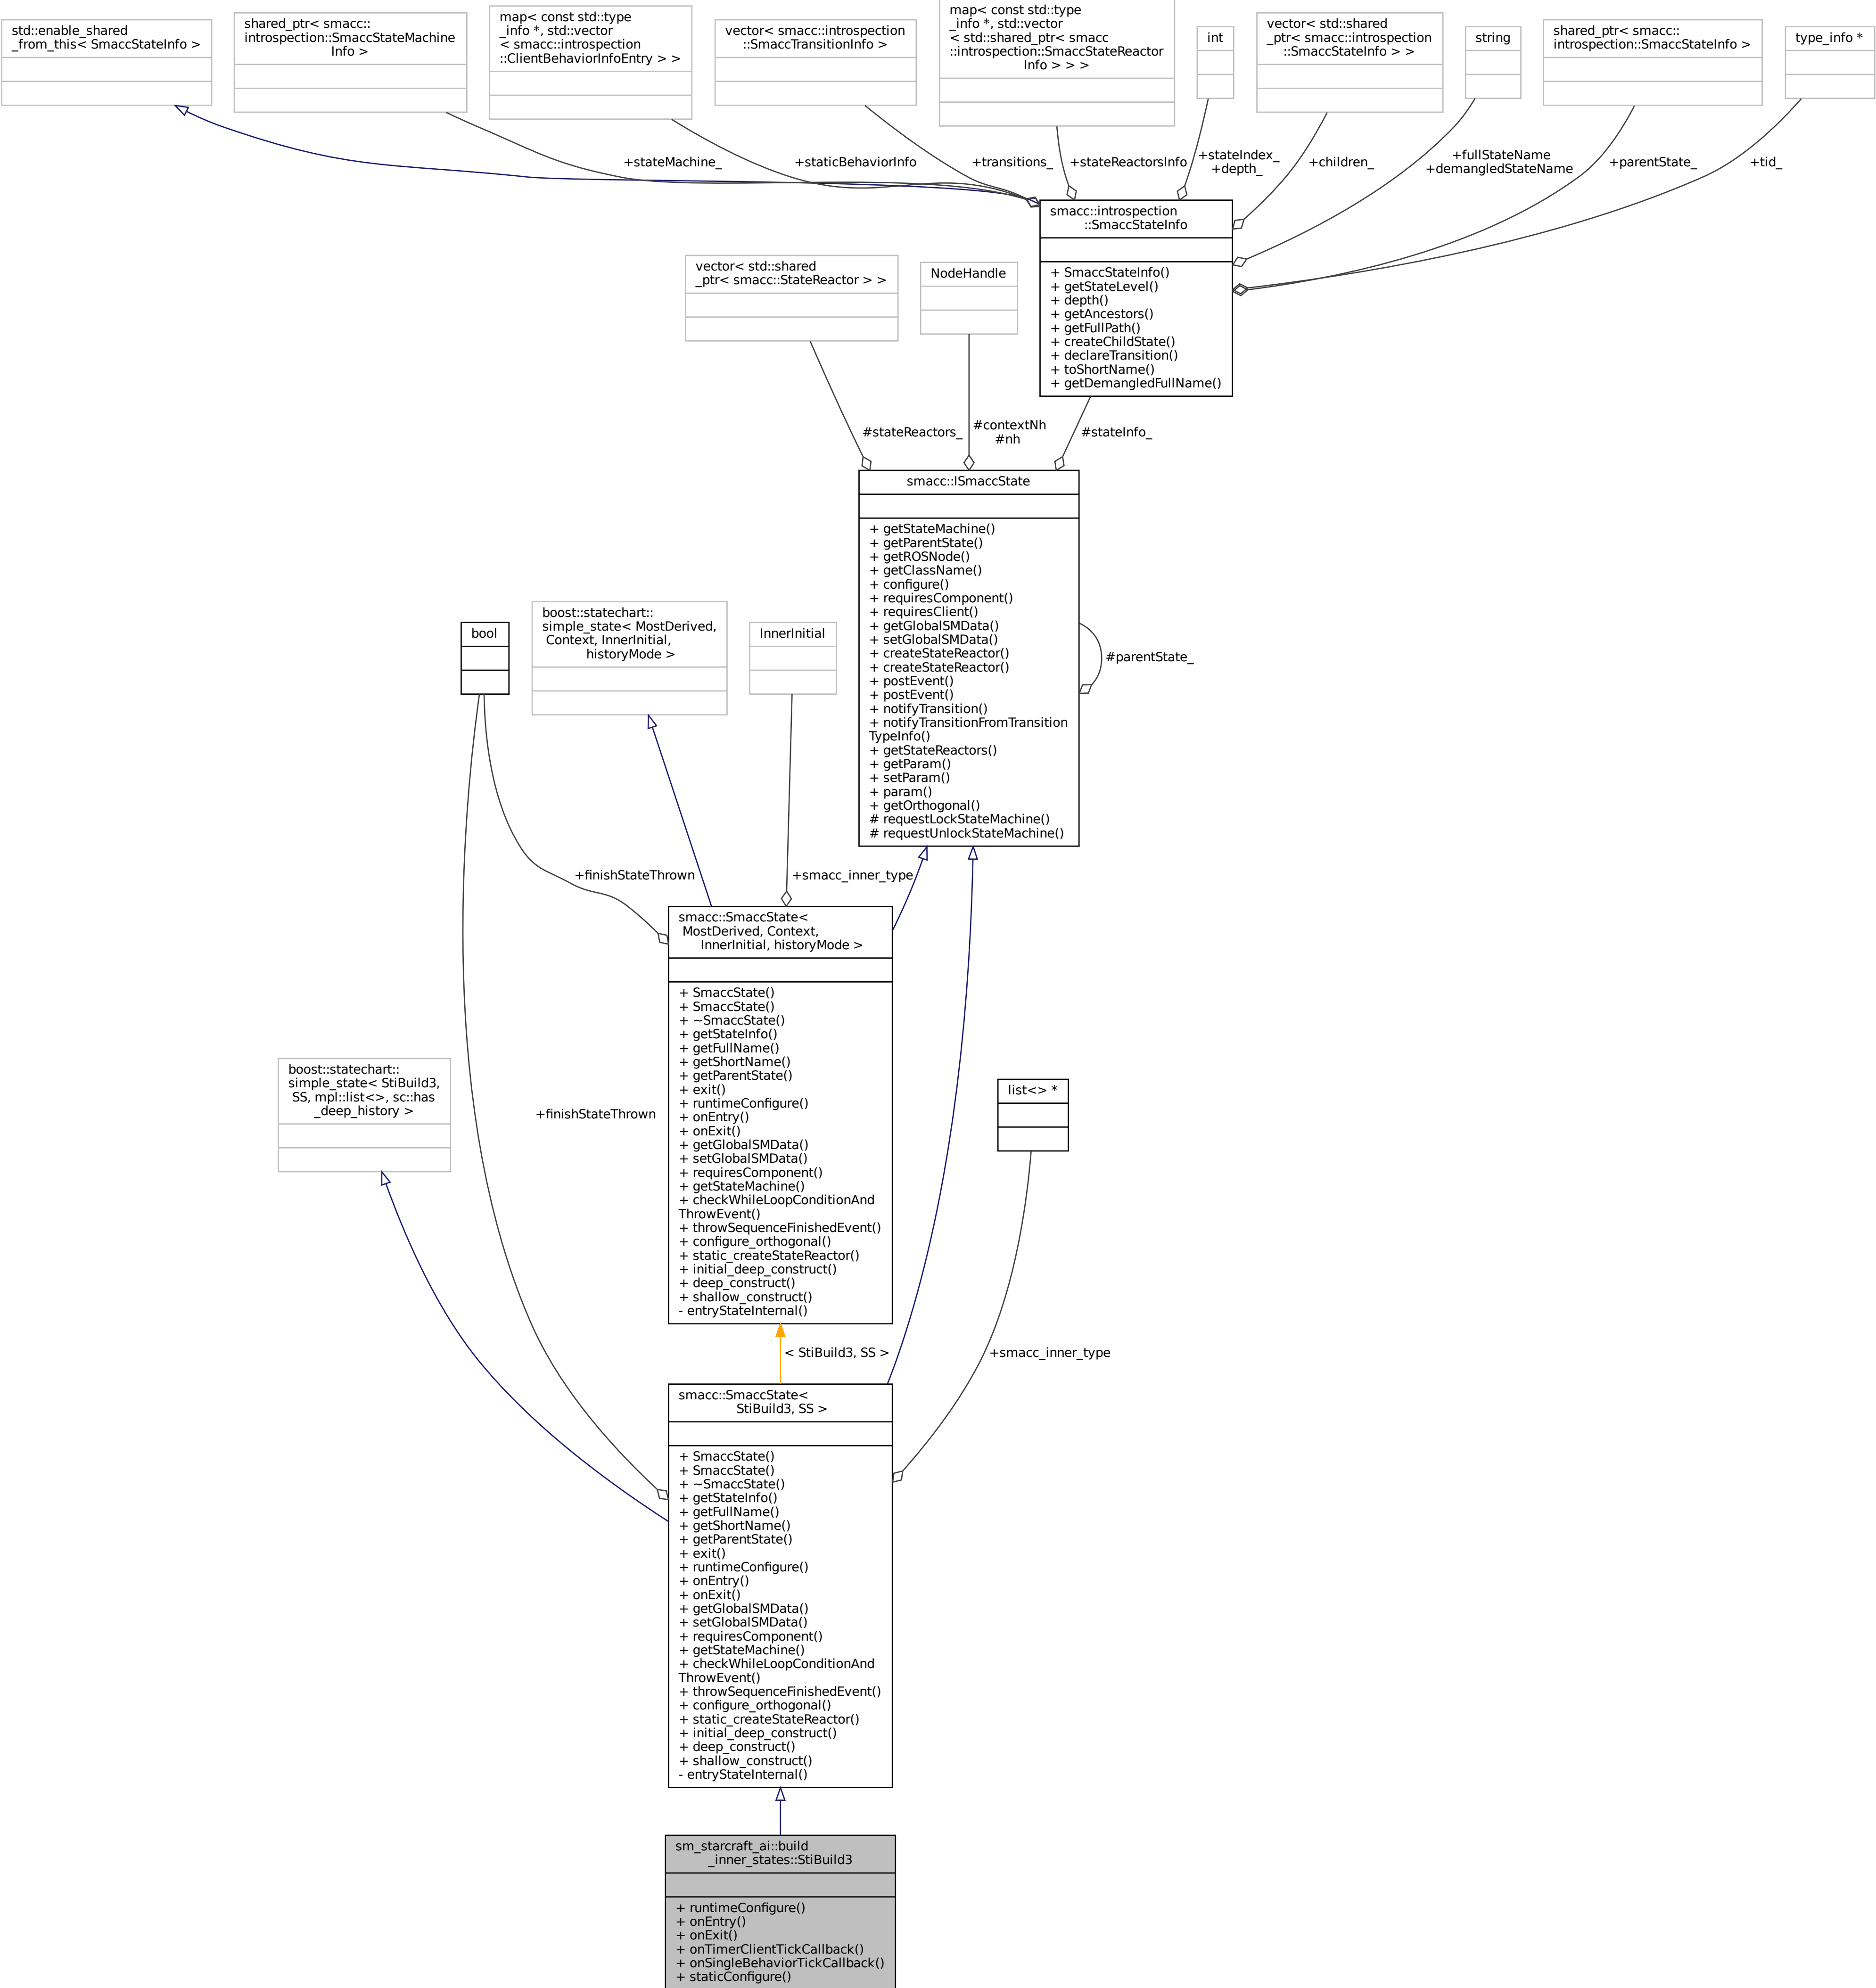 std::enable_shared
_from_this< SmaccStateInfo >
shared_ptr< smacc::
introspection::SmaccStateMachine
Info >
map< const std::type
_info *, std::vector
< smacc::introspection
::ClientBehaviorInfoEntry > >
vector< smacc::introspection
::SmaccTransitionInfo >
map< const std::type
_info *, std::vector
< std::shared_ptr< smacc
::introspection::SmaccStateReactor
Info > > >
int
vector< std::shared
_ptr< smacc::introspection
::SmaccStateInfo > >
string
shared_ptr< smacc::
introspection::SmaccStateInfo >
type_info *
+stateMachine_
+staticBehaviorInfo
+transitions_
+stateReactorsInfo
+stateIndex_
+depth_
+children_
+fullStateName
+demangledStateName
+parentState_
+tid_
smacc::introspection
::SmaccStateInfo
+ SmaccStateInfo()
+ getStateLevel()
+ depth()
+ getAncestors()
+ getFullPath()
+ createChildState()
+ declareTransition()
+ toShortName()
+ getDemangledFullName()
vector< std::shared
_ptr< smacc::StateReactor > >
NodeHandle
#stateReactors_
#contextNh
#nh
#stateInfo_
smacc::ISmaccState
+ getStateMachine()
+ getParentState()
+ getROSNode()
+ getClassName()
+ configure()
+ requiresComponent()
+ requiresClient()
+ getGlobalSMData()
+ setGlobalSMData()
+ createStateReactor()
+ createStateReactor()
+ postEvent()
+ postEvent()
+ notifyTransition()
+ notifyTransitionFromTransition
TypeInfo()
+ getStateReactors()
+ getParam()
+ setParam()
+ param()
+ getOrthogonal()
# requestLockStateMachine()
# requestUnlockStateMachine()
#parentState_
bool
boost::statechart::
simple_state< MostDerived,
Context, InnerInitial,
historyMode >
InnerInitial
+finishStateThrown
+smacc_inner_type
smacc::SmaccState<
MostDerived, Context,
InnerInitial, historyMode >
+ SmaccState()
+ SmaccState()
+ ~SmaccState()
+ getStateInfo()
+ getFullName()
+ getShortName()
+ getParentState()
+ exit()
+ runtimeConfigure()
+ onEntry()
+ onExit()
+ getGlobalSMData()
+ setGlobalSMData()
+ requiresComponent()
+ getStateMachine()
+ checkWhileLoopConditionAnd
ThrowEvent()
+ throwSequenceFinishedEvent()
+ configure_orthogonal()
+ static_createStateReactor()
+ initial_deep_construct()
+ deep_construct()
+ shallow_construct()
- entryStateInternal()
boost::statechart::
simple_state< StiBuild3,
SS, mpl::list<>, sc::has
_deep_history >
+finishStateThrown
list<> *
< StiBuild3, SS >
+smacc_inner_type
smacc::SmaccState<
StiBuild3, SS >
+ SmaccState()
+ SmaccState()
+ ~SmaccState()
+ getStateInfo()
+ getFullName()
+ getShortName()
+ getParentState()
+ exit()
+ runtimeConfigure()
+ onEntry()
+ onExit()
+ getGlobalSMData()
+ setGlobalSMData()
+ requiresComponent()
+ getStateMachine()
+ checkWhileLoopConditionAnd
ThrowEvent()
+ throwSequenceFinishedEvent()
+ configure_orthogonal()
+ static_createStateReactor()
+ initial_deep_construct()
+ deep_construct()
+ shallow_construct()
- entryStateInternal()
sm_starcraft_ai::build
_inner_states::StiBuild3
+ runtimeConfigure()
+ onEntry()
+ onExit()
+ onTimerClientTickCallback()
+ onSingleBehaviorTickCallback()
+ staticConfigure()